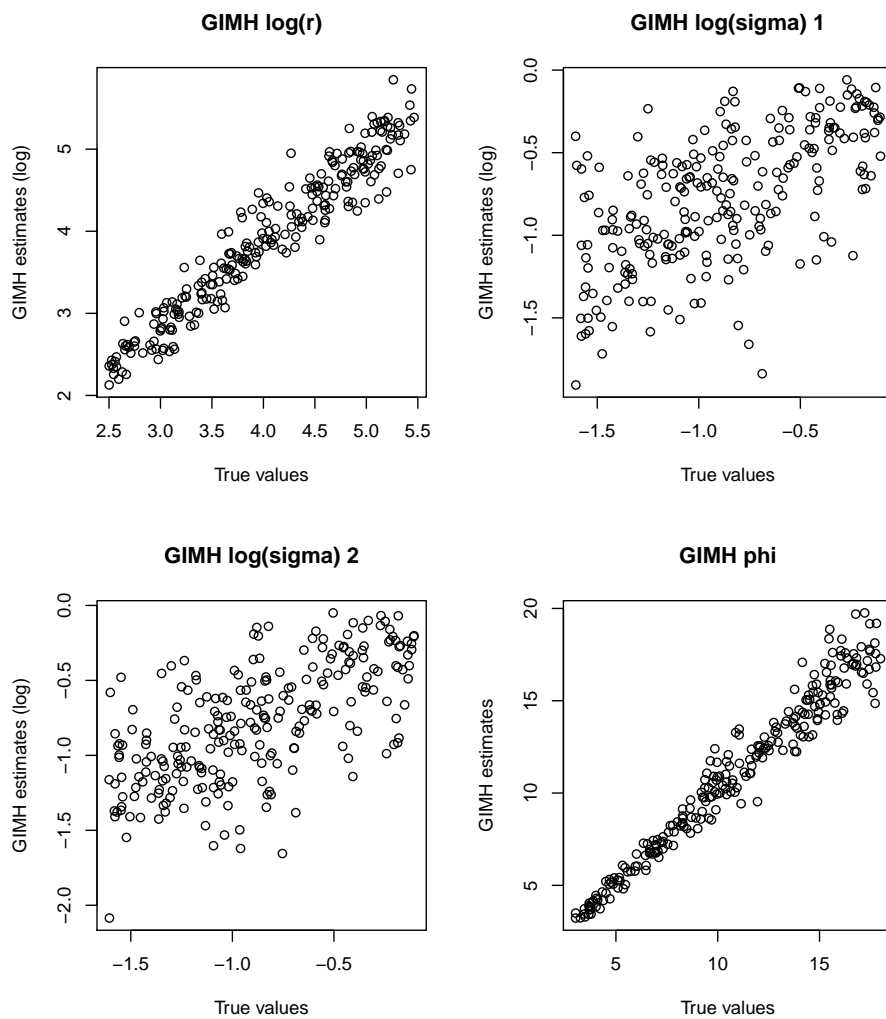 GIMH log(r)
GIMH estimates (log)
5
4
3
2
2.5 3.0 3.5 4.0 4.5 5.0 5.5
True values
GIMH log(sigma) 1
GIMH estimates (log)
0.0
−0.5
−1.0
−1.5
−1.5 −1.0 −0.5
True values
GIMH log(sigma) 2
GIMH estimates (log)
0.0
−0.5
−1.0
−1.5
−2.0
−1.5 −1.0 −0.5
True values
GIMH phi
GIMH estimates
20
15
10
5
5 10 15
True values